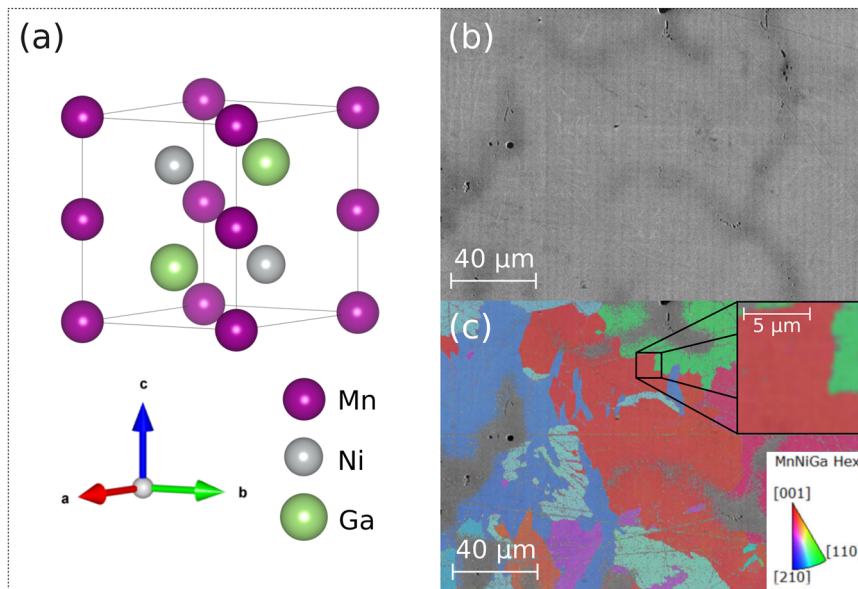 (a)
c
a
b
Mn
Ni
Ga
(b)
40 μm
(c)
5 μm
40 μm
MnNiGa Hex
[001]
[110]
[210]